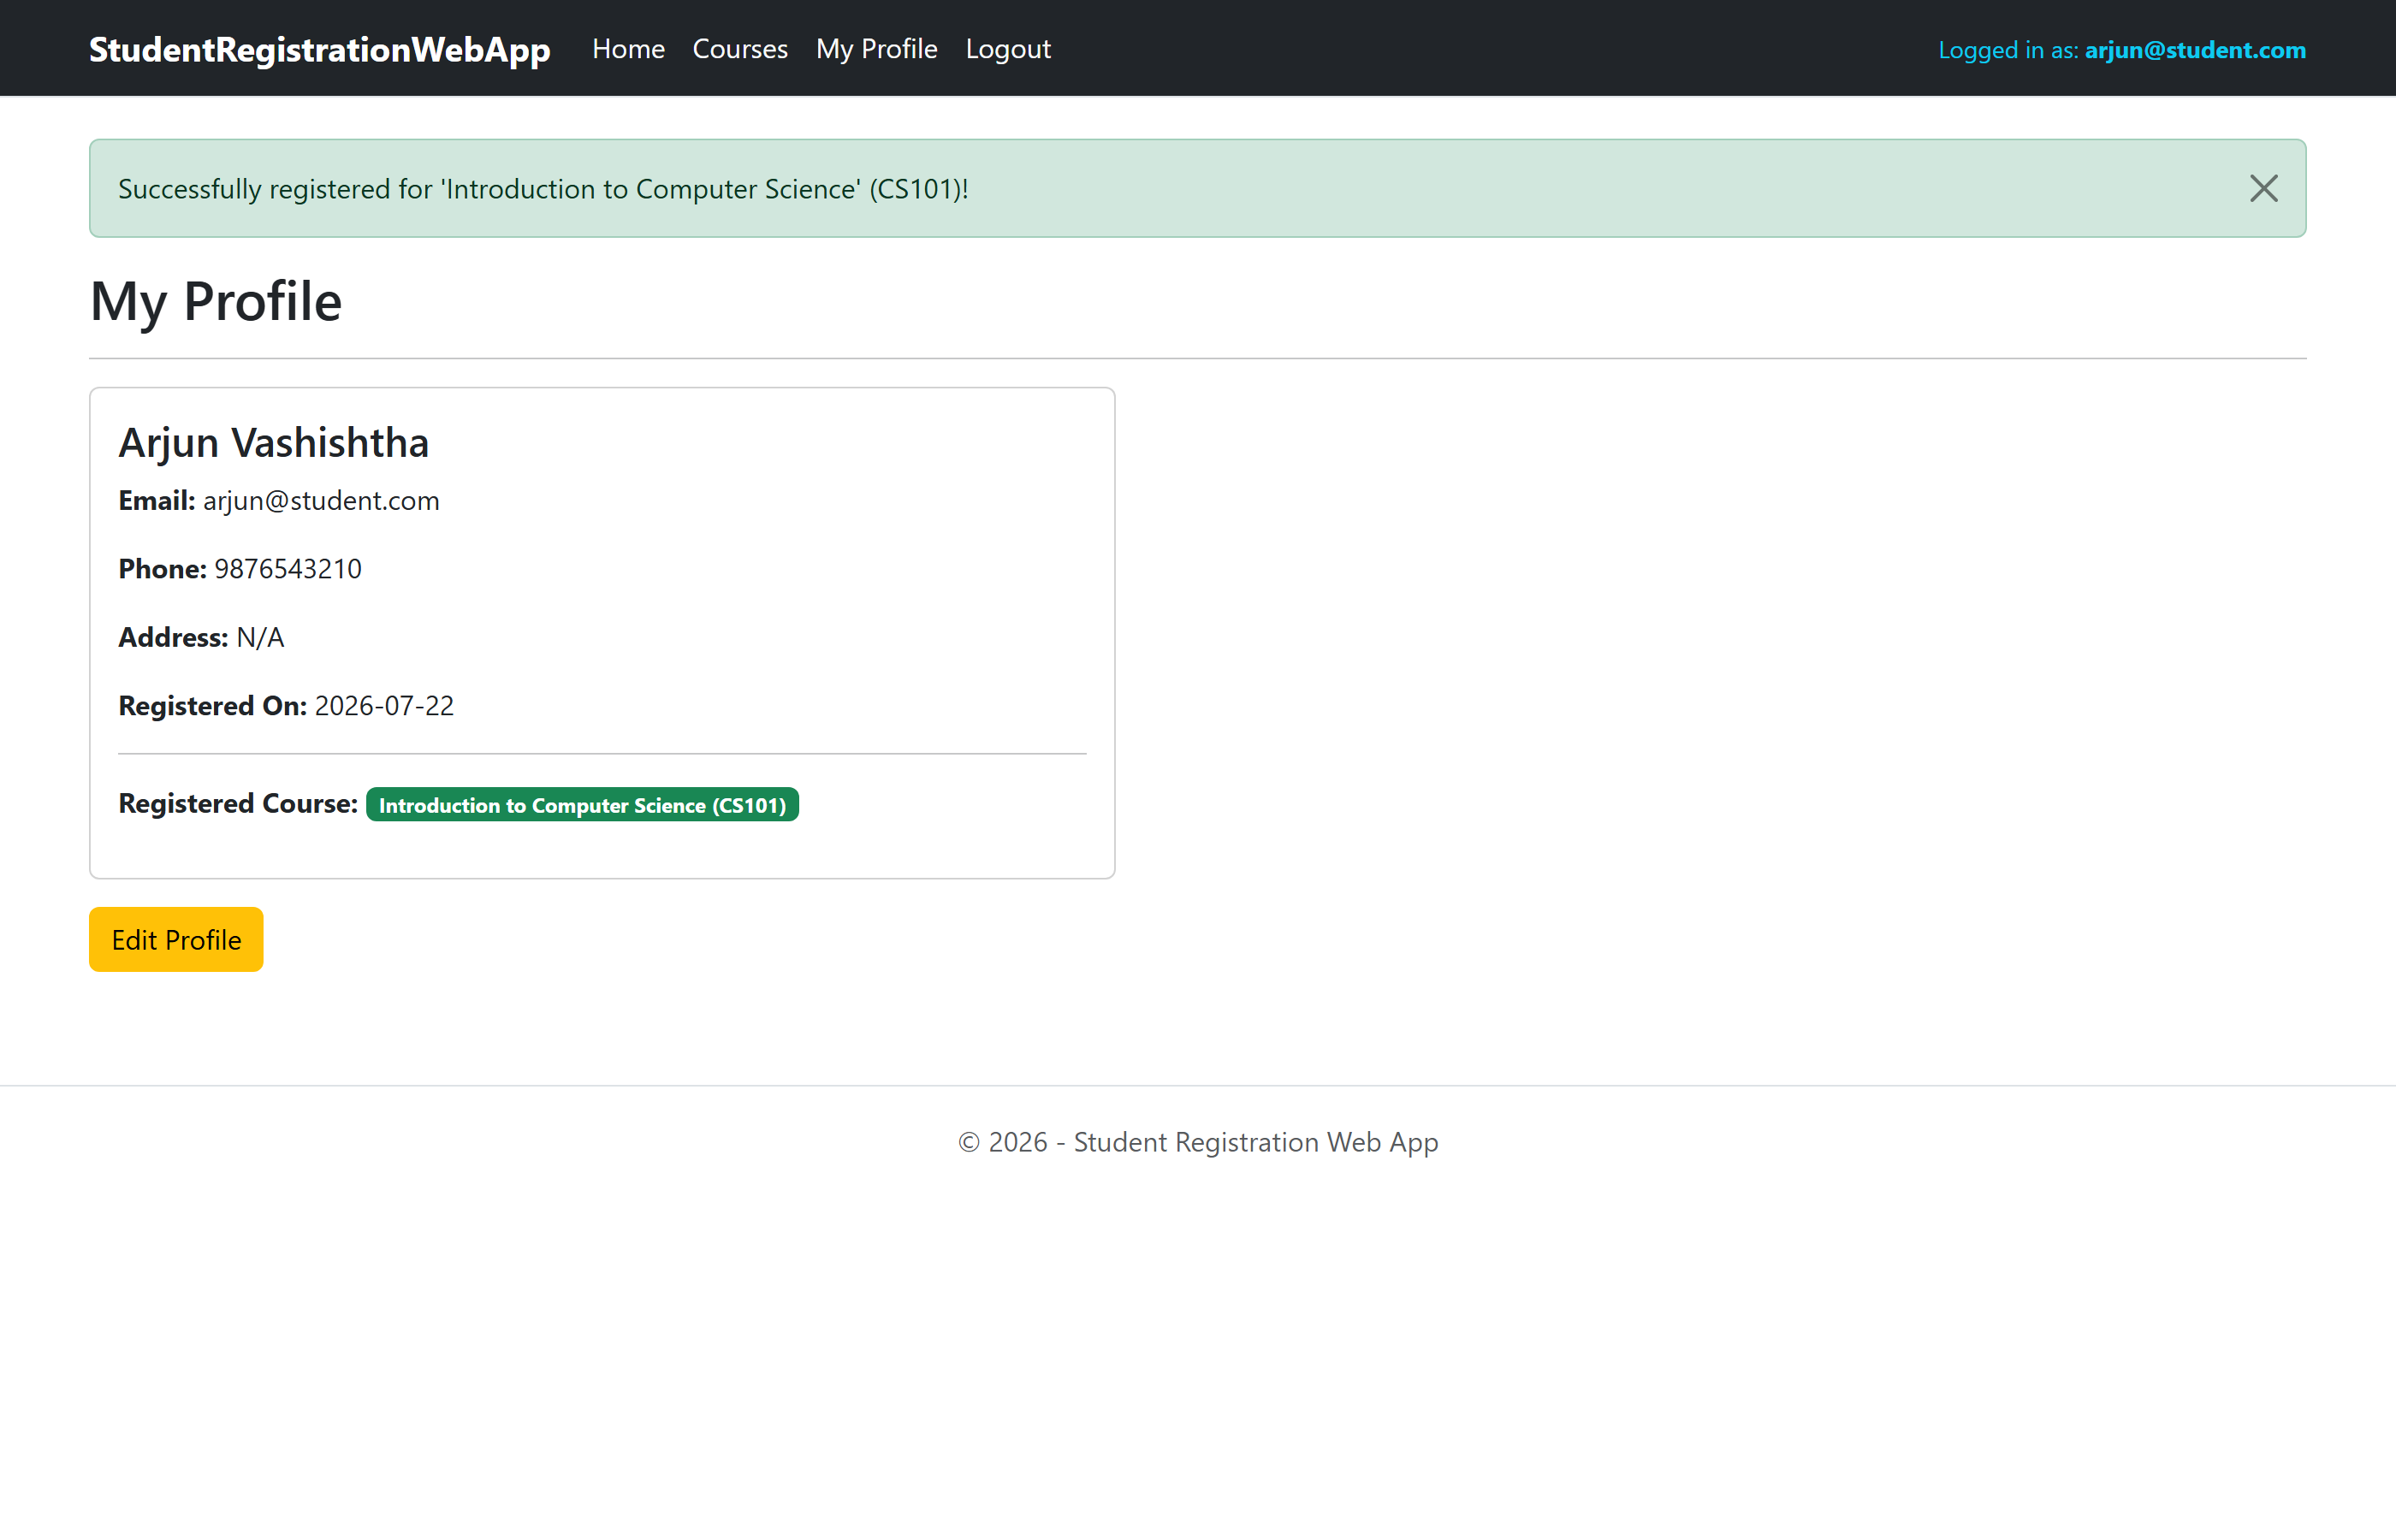 StudentRegistrationWebApp Home Courses My Profile Logout Logged in as: arjun@student.com
Successfully registered for 'Introduction to Computer Science' (CS101)!
My Profile
Arjun Vashishtha
Email: arjun@student.com
Phone: 9876543210
Address: N/A
Registered On: 2026-07-22
Registered Course: Introduction to Computer Science (CS101)
Edit Profile
© 2026 - Student Registration Web App